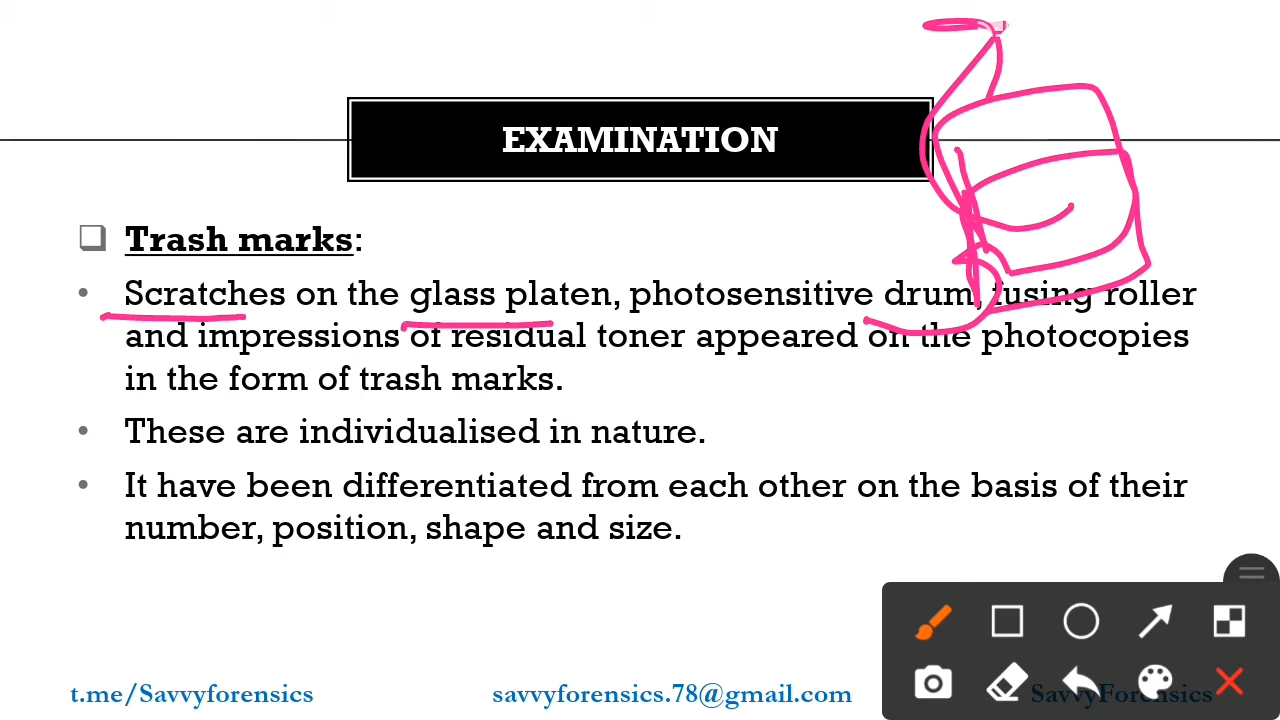 EXAMINATION
Trash marks:
Scratches on the glass platen, photosensitive drum, fusing roller
and impressions of residual toner appeared on the photocopies
in the form of trash marks.
These are individualised in nature.
It have been differentiated from each other on the basis of their
number, position, shape and size.
t.me/Savvyforensics
savvyforensics.78@gmail.com
SavvyForensics